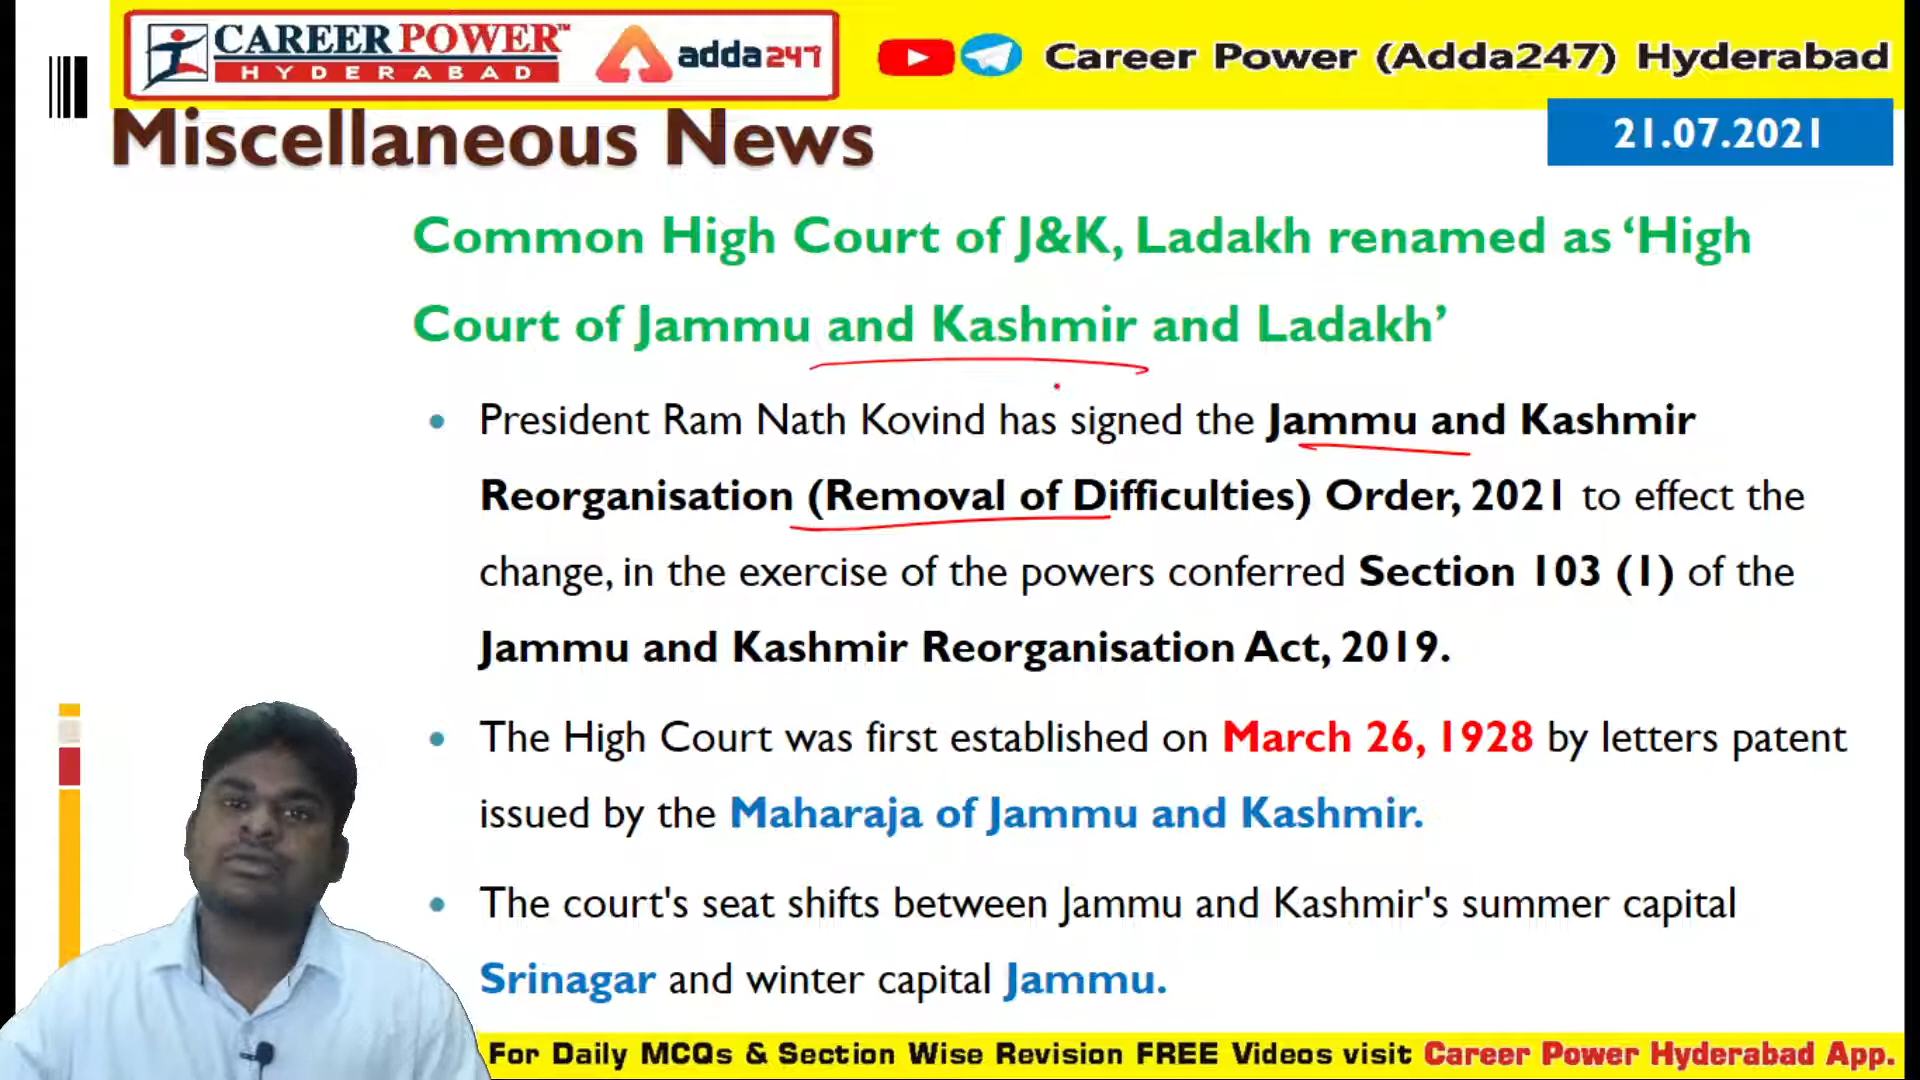 CAREER POWER™
HYDERABAD
adda247
Career Power (Adda247) Hyderabad
Miscellaneous News
21.07.2021
Common High Court of J&K, Ladakh renamed as ‘High
Court of Jammu and Kashmir and Ladakh’
• President Ram Nath Kovind has signed the Jammu and Kashmir
Reorganisation (Removal of Difficulties) Order, 2021 to effect the
change, in the exercise of the powers conferred Section 103 (1) of the
Jammu and Kashmir Reorganisation Act, 2019.
• The High Court was first established on March 26, 1928 by letters patent
issued by the Maharaja of Jammu and Kashmir.
• The court's seat shifts between Jammu and Kashmir's summer capital
Srinagar and winter capital Jammu.
For Daily MCQs & Section Wise Revision FREE Videos visit Career Power Hyderabad App.